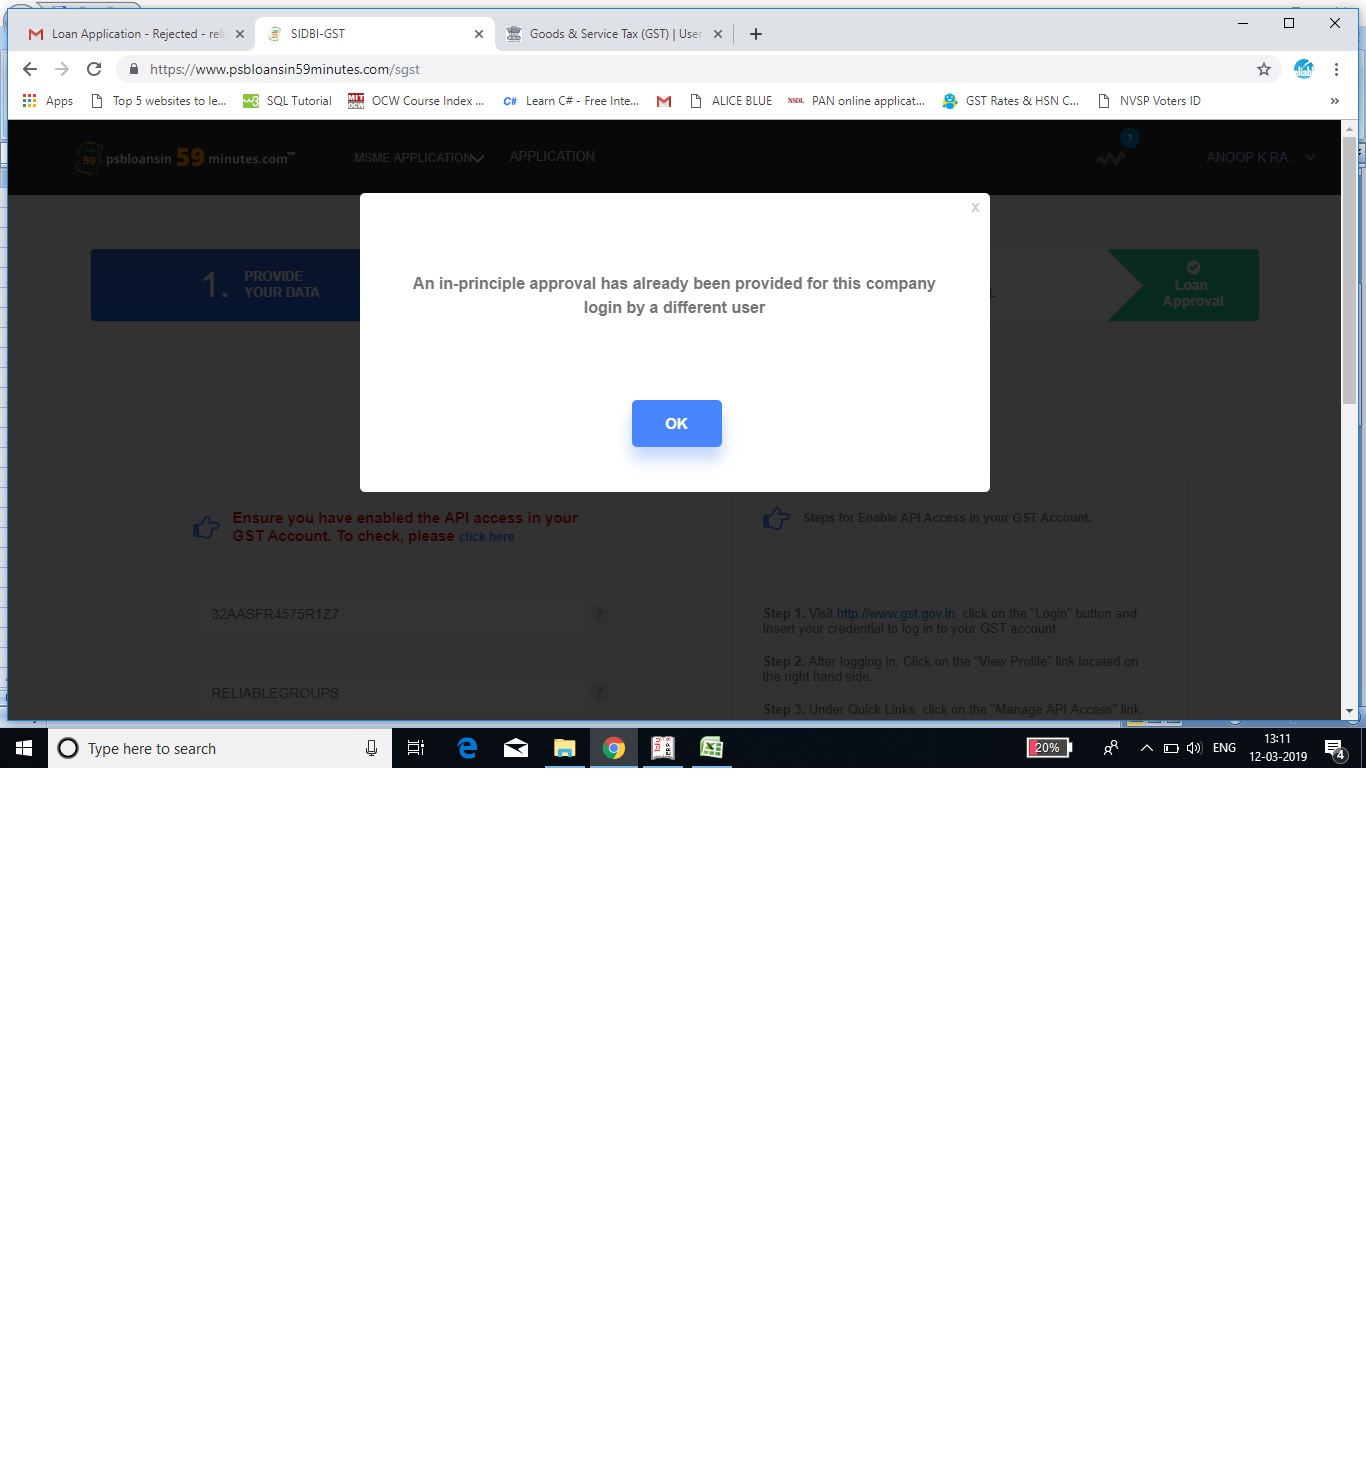 Loan Application - Rejected - reli
SIDBI-GST
Goods & Service Tax (GST) | User
https://www.psbloansin59minutes.com/sgst
Apps
Top 5 websites to le...
w3
SQL Tutorial
MIT
OCW
OCW Course Index ...
C#
Learn C# - Free Inte...
ALICE BLUE
NSDL
PAN online applicat...
GST Rates & HSN C...
NVSP Voters ID
»
59
psbloansin 59 minutes.com™
MSME APPLICATION
APPLICATION
1
ANOOP K RA...
x
An in-principle approval has already been provided for this company
login by a different user
OK
1.
PROVIDE
YOUR DATA
L
Loan
Approval
Ensure you have enabled the API access in your
GST Account. To check, please click here
32AASFR4575R1Z7
?
RELIABLEGROUPS
?
Steps for Enable API Access in your GST Account.
Step 1. Visit http://www.gst.gov.in, click on the "Login" button and
Insert your credential to log in to your GST account.
Step 2. After logging in, Click on the "View Profile" link located on
the right hand side.
Step 3. Under Quick Links, click on the "Manage API Access" link.
Type here to search
20%
ENG
13:11
12-03-2019
4